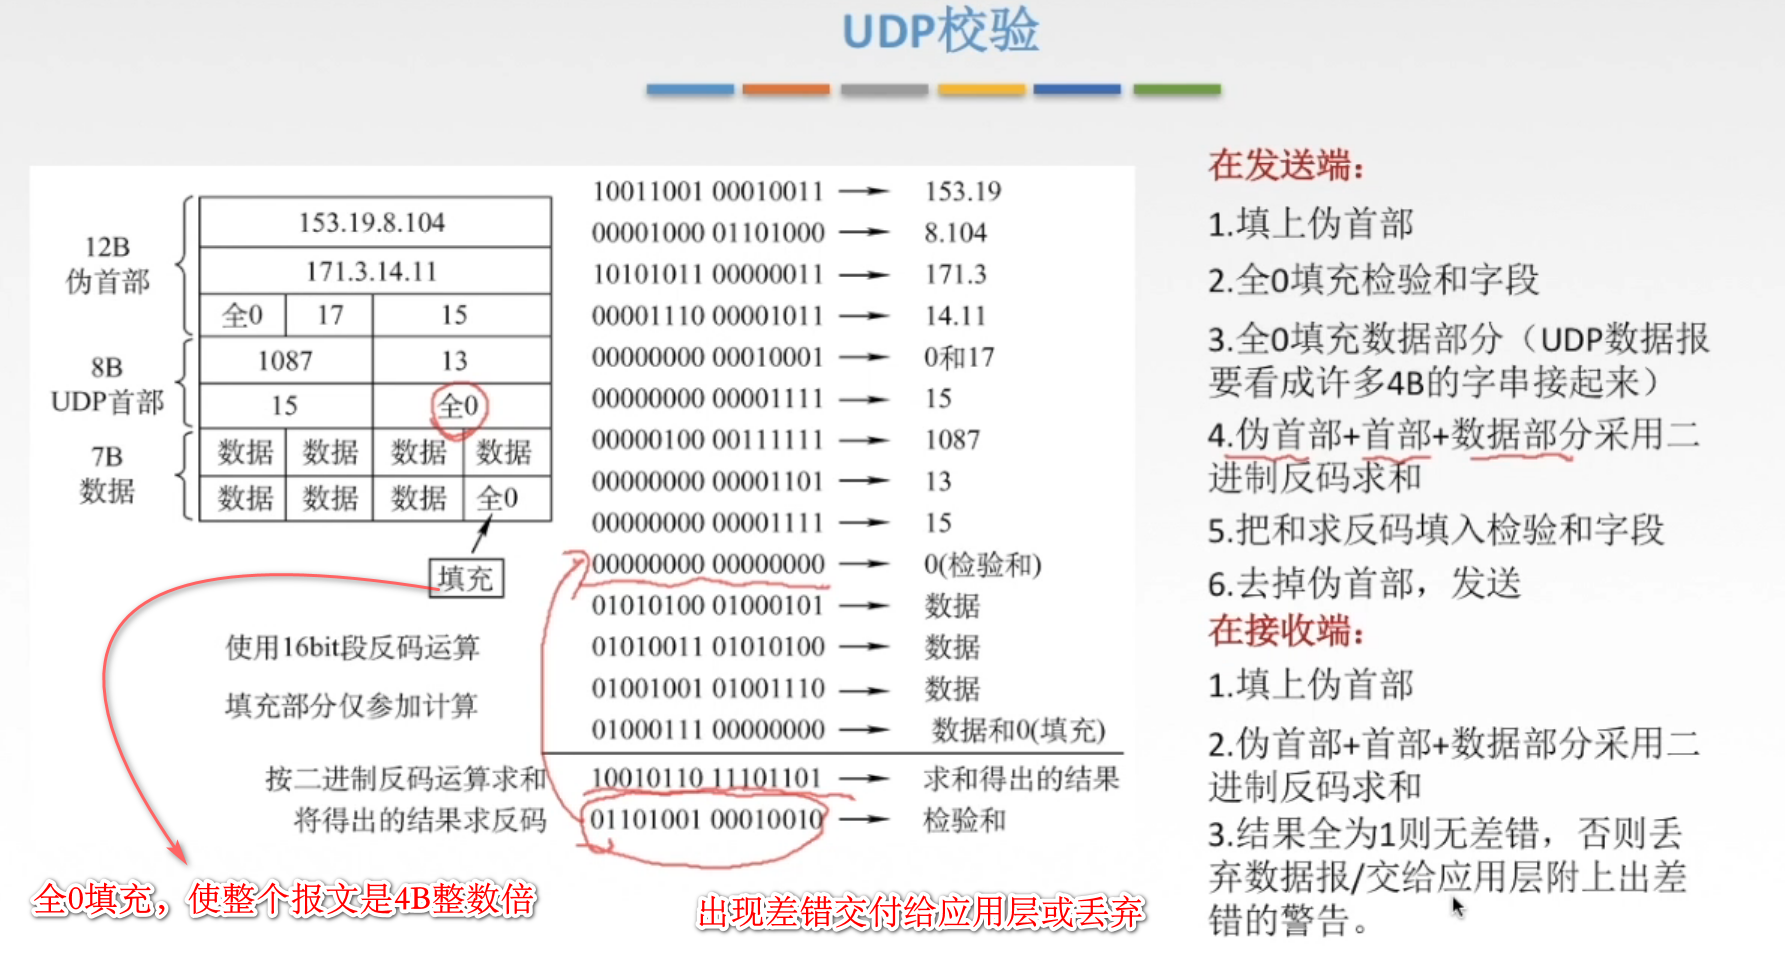 UDP校验
12B
伪首部
153.19.8.104
171.3.14.11
全0 17 15
8B
UDP首部
1087 13
15 全0
7B
数据
数据 数据 数据 数据
数据 数据 数据 全0
填充
使用16bit段反码运算
填充部分仅参加计算
10011001 00010011 → 153.19
00001000 01101000 → 8.104
10101011 00000011 → 171.3
00001110 00001011 → 14.11
00000000 00010001 → 0和17
00000000 00001111 → 15
00000100 00111111 → 1087
00000000 00001101 → 13
00000000 00001111 → 15
00000000 00000000 → 0(检验和)
01010100 01000101 → 数据
01010011 01010100 → 数据
01001001 01001110 → 数据
01000111 00000000 → 数据和0(填充)
按二进制反码运算求和 10010110 11101101 → 求和得出的结果
将得出的结果求反码 01101001 00010010 → 检验和
全0填充，使整个报文是4B整数倍
出现差错交付给应用层或丢弃
在发送端：
1.填上伪首部
2.全0填充检验和字段
3.全0填充数据部分（UDP数据报
要看成许多4B的字串接起来）
4.伪首部+首部+数据部分采用二
进制反码求和
5.把和求反码填入检验和字段
6.去掉伪首部，发送
在接收端：
1.填上伪首部
2.伪首部+首部+数据部分采用二
进制反码求和
3.结果全为1则无差错，否则丢
弃数据报/交给应用层附上出差
错的警告。